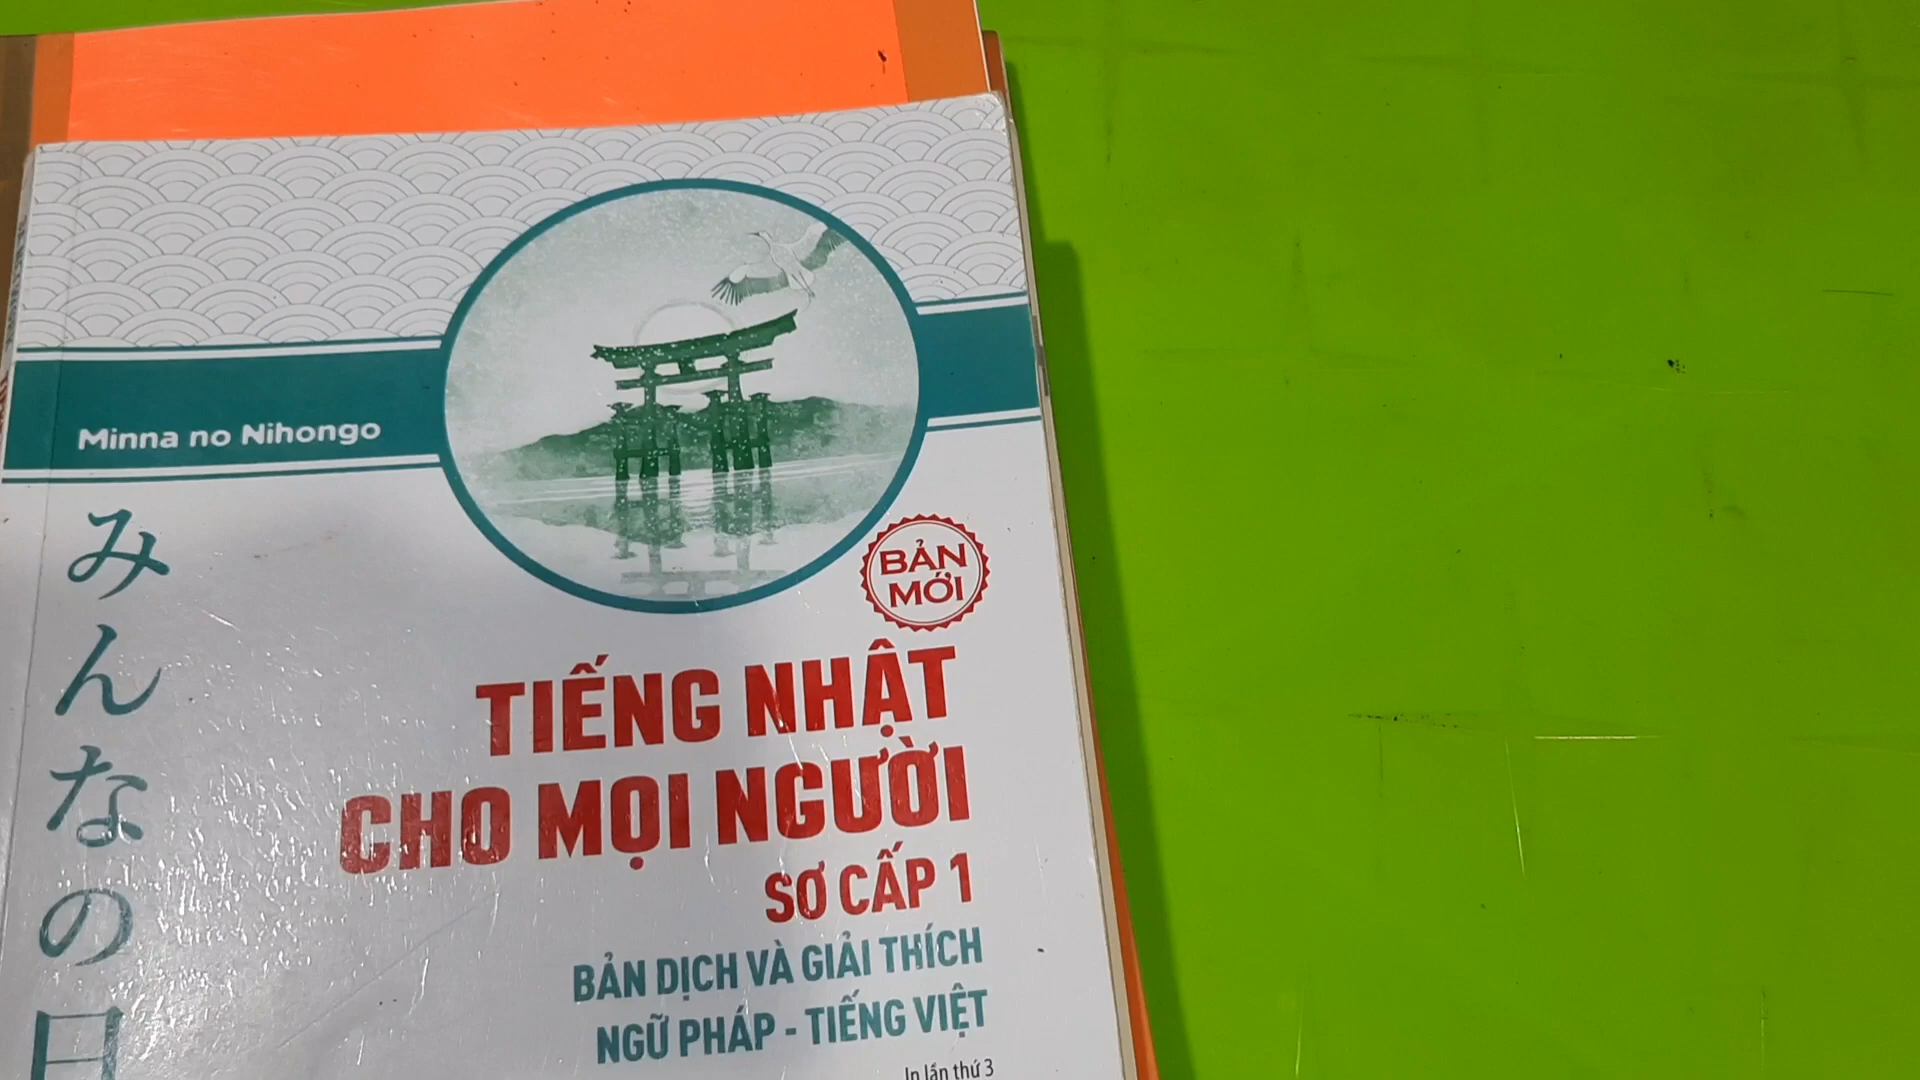 Minna no Nihongo
みんなの日
BẢN
MỚI
TIẾNG NHẬT
CHO MỌI NGƯỜI
SƠ CẤP 1
BẢN DỊCH VÀ GIẢI THÍCH
NGỮ PHÁP - TIẾNG VIỆT
In lần thứ 3